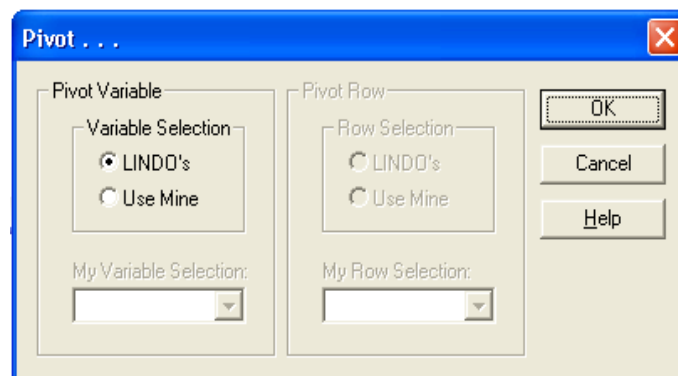 Pivot . . .
Pivot Variable
Variable Selection
LINDO's
Use Mine
My Variable Selection:
Pivot Row
Row Selection
LINDO's
Use Mine
My Row Selection:
OK
Cancel
Help